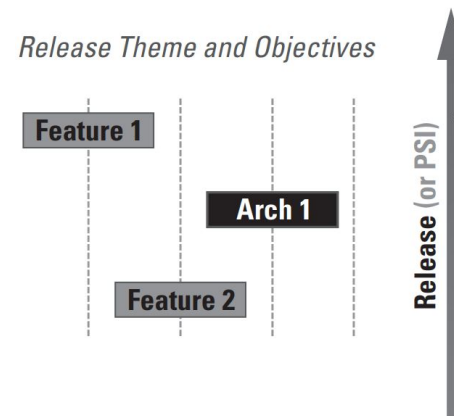 Release Theme and Objectives
Feature 1
Arch 1
Feature 2
Release (or PSI)